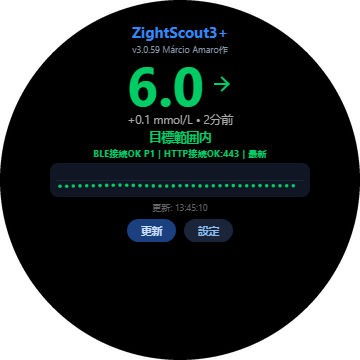 ZightScout3+
v3.0.59 Márcio Amaro作
6.0 →
+0.1 mmol/L • 2分前
目標範囲内
BLE接続OK P1 | HTTP接続OK:443 | 最新
更新: 13:45:10
更新 設定